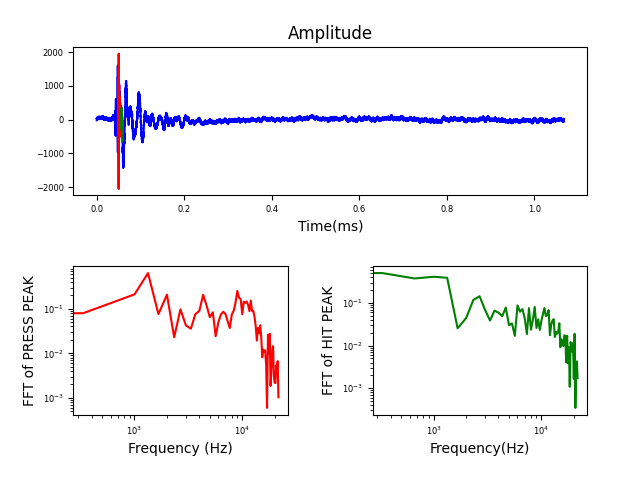 Amplitude
2000
1000
0
−1000
−2000
0.0 0.2 0.4 0.6 0.8 1.0
Time(ms)
FFT of PRESS PEAK
10⁻¹
10⁻²
10⁻³
10³ 10⁴
Frequency (Hz)
FFT of HIT PEAK
10⁻¹
10⁻²
10⁻³
10³ 10⁴
Frequency(Hz)